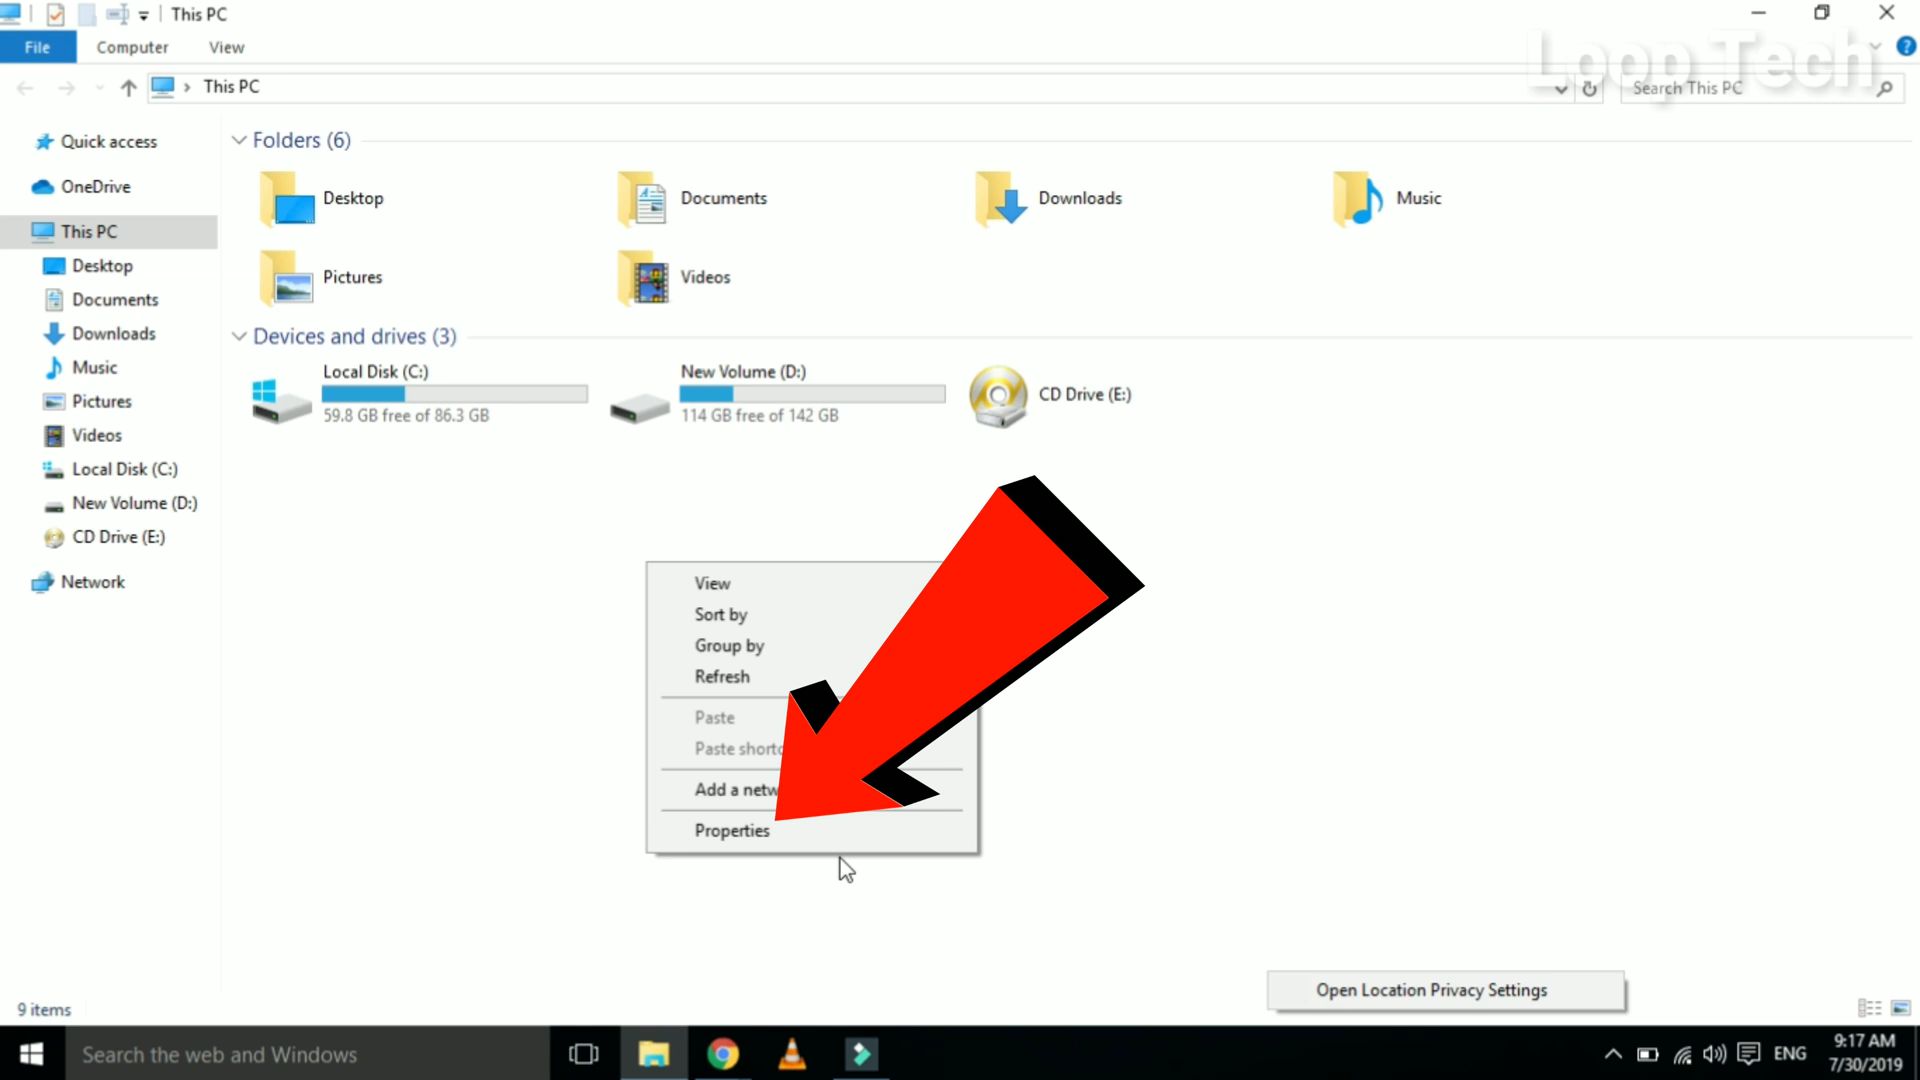 This PC
File
Computer
View
Loop Tech
This PC
Search This PC
Quick access
OneDrive
This PC
Desktop
Documents
Downloads
Music
Pictures
Videos
Local Disk (C:)
New Volume (D:)
CD Drive (E:)
Network
Folders (6)
Desktop
Documents
Downloads
Music
Pictures
Videos
Devices and drives (3)
Local Disk (C:)
59.8 GB free of 86.3 GB
New Volume (D:)
114 GB free of 142 GB
CD Drive (E:)
View
Sort by
Group by
Refresh
Paste
Paste
Add a
Properties
Open Location Privacy Settings
9 items
Search the web and Windows
ENG
9:17 AM
7/30/2019